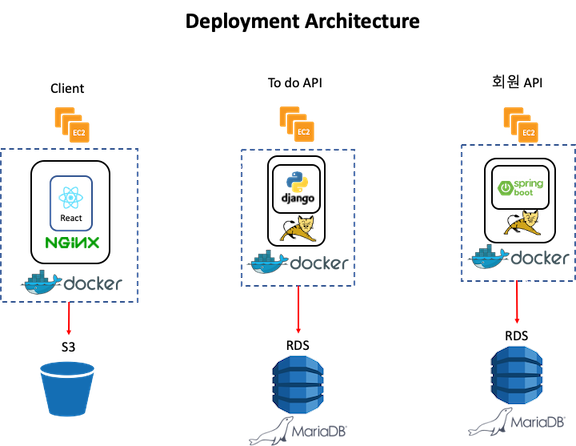 Deployment Architecture
Client
To do API
회원 API
EC2
EC2
EC2
React
NGINX
docker
django
docker
spring
boot
docker
S3
RDS
MariaDB
RDS
MariaDB